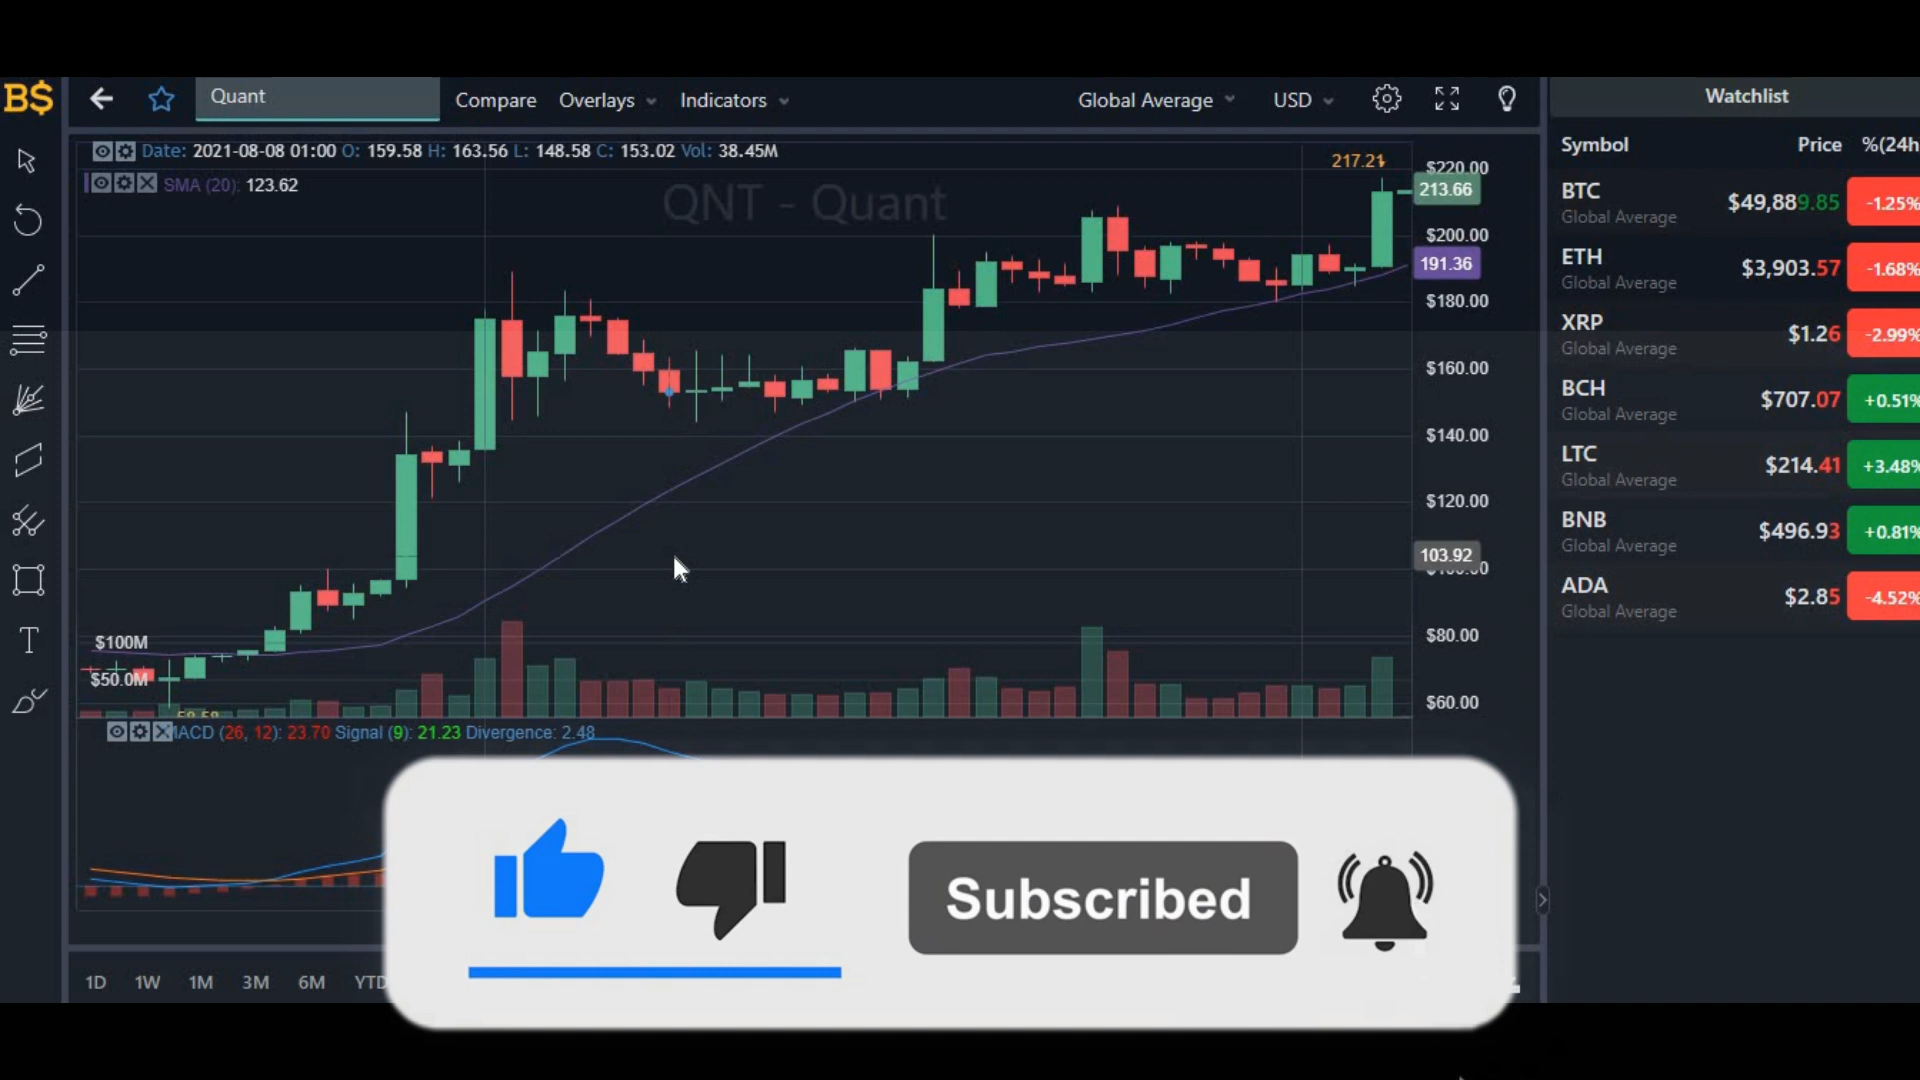 B$
Quant
Compare
Overlays
Indicators
Global Average
USD
Watchlist
Date: 2021-08-08 01:00 O: 159.58 H: 163.56 L: 148.58 C: 153.02 Vol: 38.45M
SMA (20): 123.62
QNT - Quant
217.21
$220.00
213.66
$200.00
191.36
$180.00
$160.00
$140.00
$120.00
103.92
$80.00
$60.00
$100M
$50.0M
MACD (26, 12): 23.70 Signal (9): 21.23 Divergence: 2.48
Symbol Price %(24h
BTC $49,889.85 -1.25%
Global Average
ETH $3,903.57 -1.68%
Global Average
XRP $1.26 -2.99%
Global Average
BCH $707.07 +0.51%
Global Average
LTC $214.41 +3.48%
Global Average
BNB $496.93 +0.81%
Global Average
ADA $2.85 -4.52%
Global Average
Subscribed
1D 1W 1M 3M 6M YTD